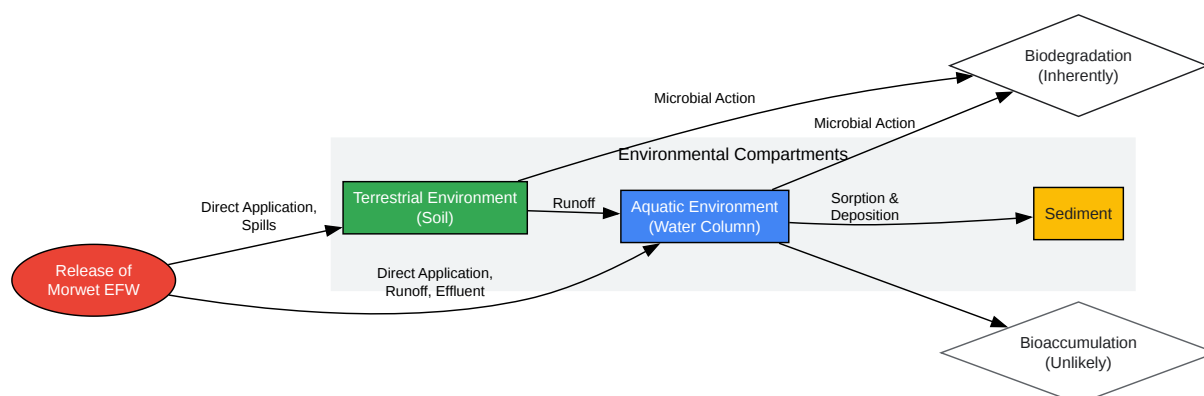 Biodegradation
(Inherently)
Microbial Action
Microbial Action
Environmental Compartments
Terrestrial Environment
(Soil)
Runoff
Aquatic Environment
(Water Column)
Sorption &
Deposition
Sediment
Direct Application,
Spills
Release of
Morwet EFW
Direct Application,
Runoff, Effluent
Bioaccumulation
(Unlikely)